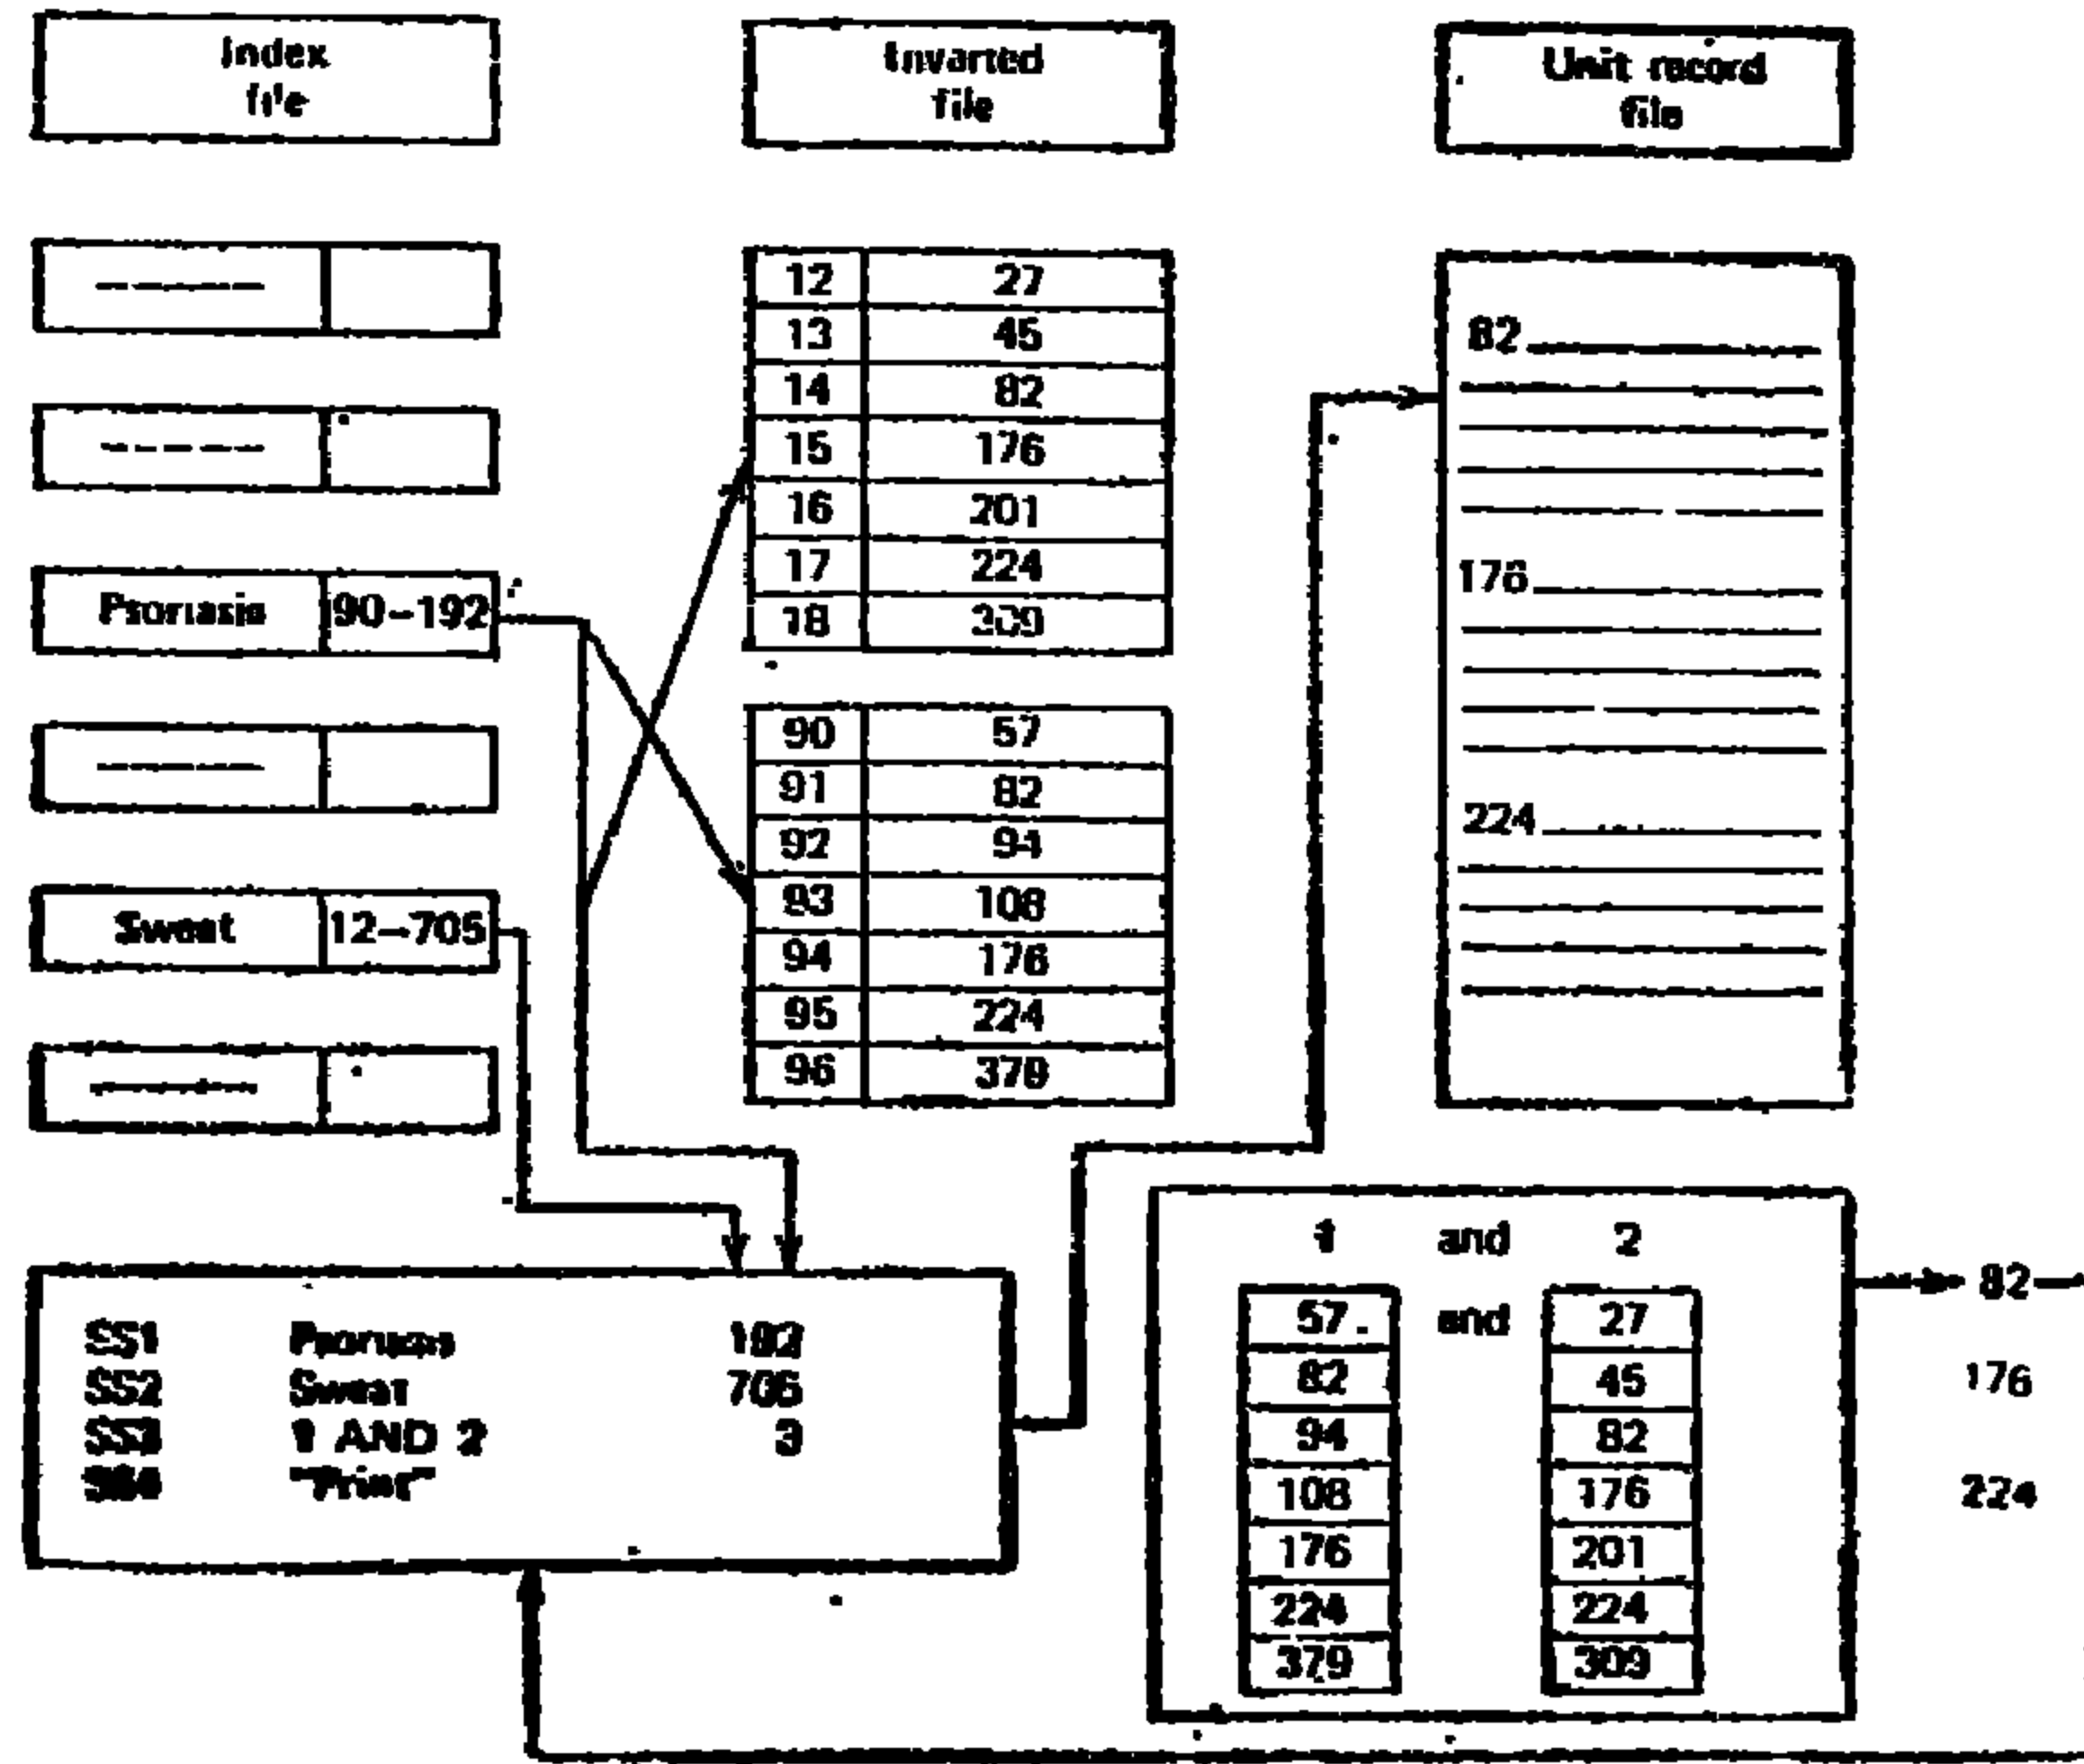 Index
file
Invarted
file
Unit record
file
Psoriasis 90-192
Sweat 12-705
12 27
13 45
14 82
15 176
16 201
17 224
18 309
90 57
91 82
92 94
93 108
94 176
95 224
96 379
82
176
224
SS1 Psoriasis 192
SS2 Sweat 705
SS3 1 AND 2 3
SS4 "Print"
1 and 2
57 and 27
82 45
94 82
108 176
176 201
224 224
379 309
82
176
224